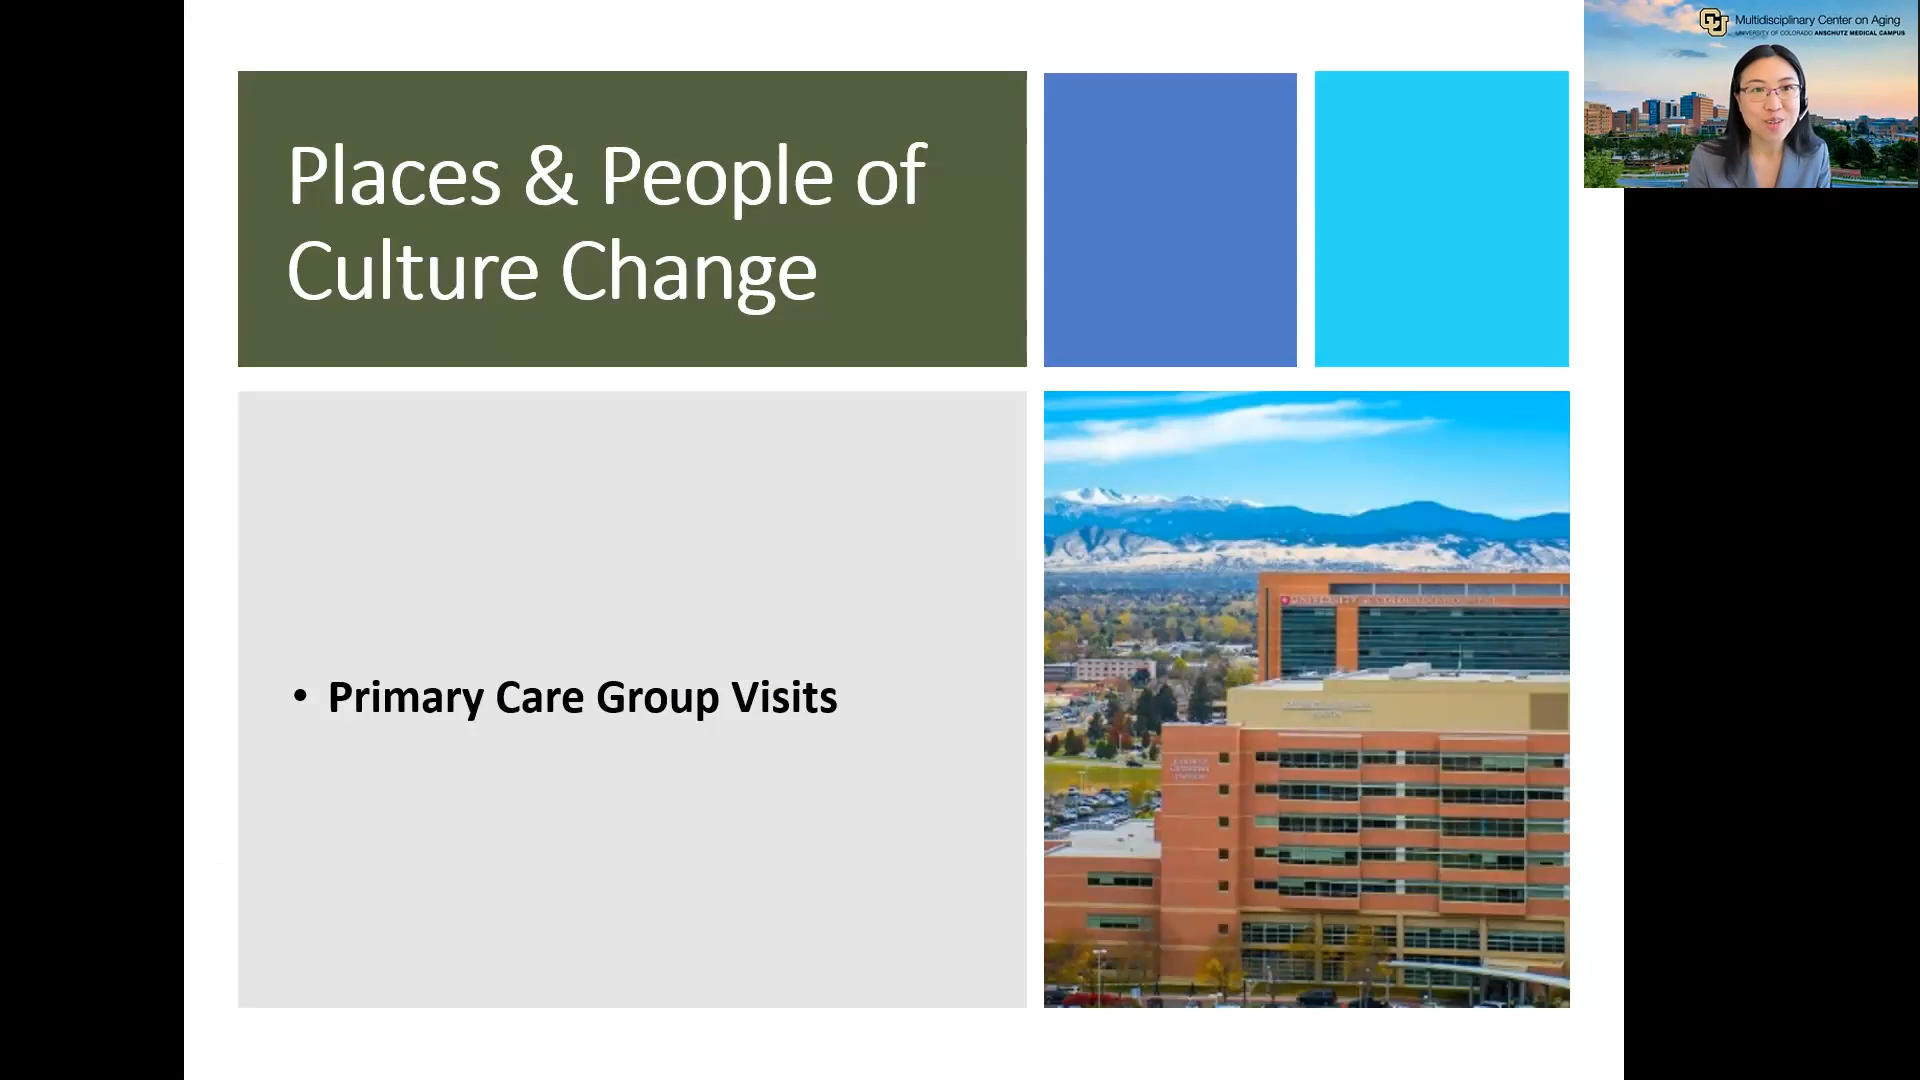 Multidisciplinary Center on Aging
UNIVERSITY OF COLORADO ANSCHUTZ MEDICAL CAMPUS
Places & People of
Culture Change
• Primary Care Group Visits